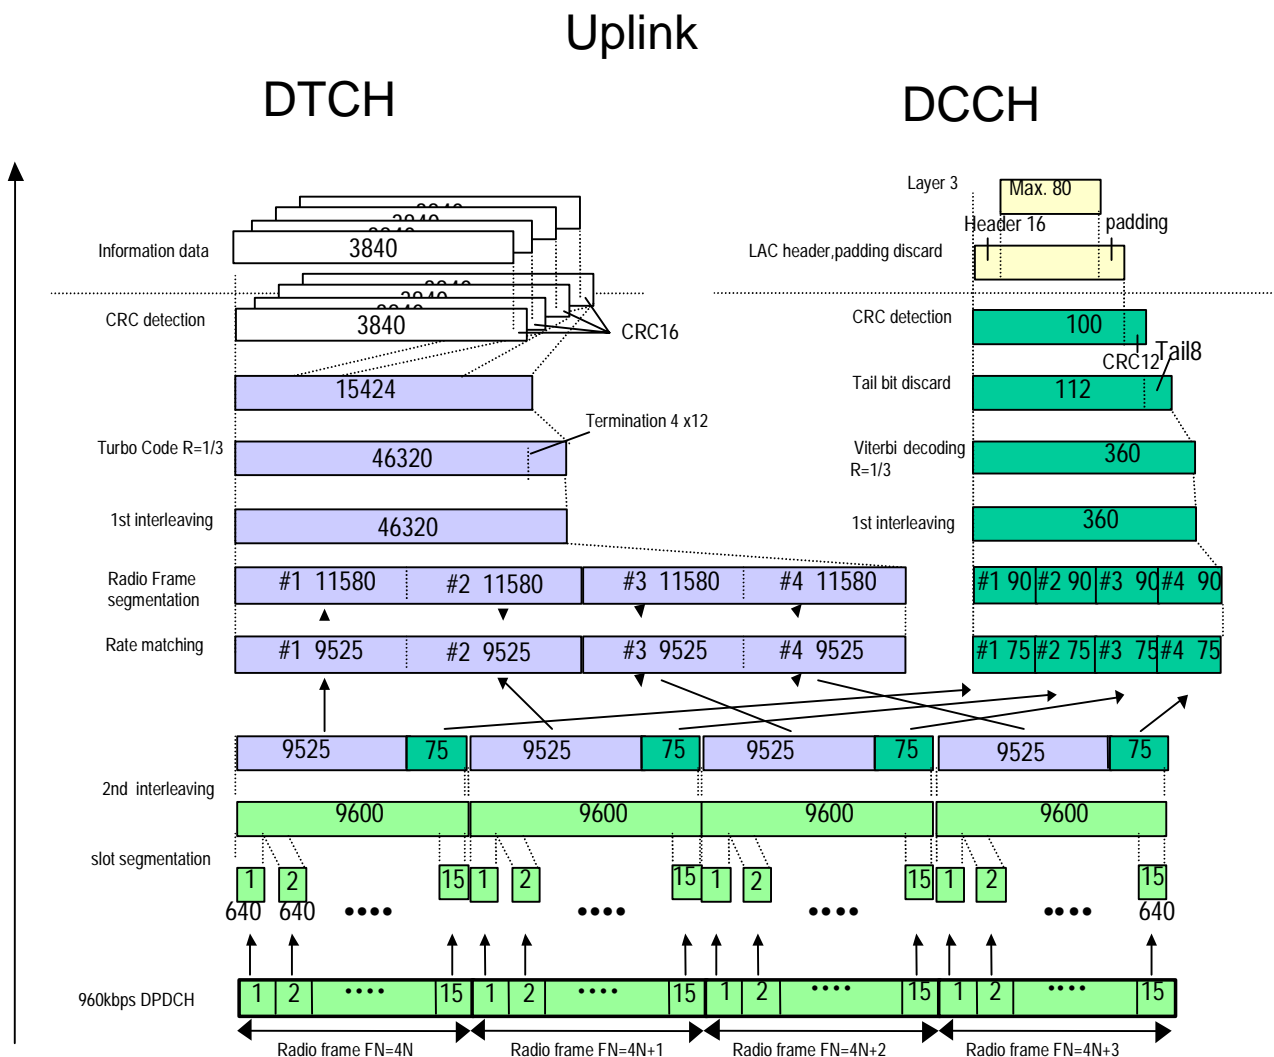 Uplink
DTCH
DCCH
Layer 3
Max. 80
Header 16
padding
Information data
3840
3840
3840
3840
LAC header,padding discard
CRC detection
3840
3840
3840
3840
CRC16
CRC detection
100
CRC12
Tail8
15424
Tail bit discard
112
Termination 4 x12
Turbo Code R=1/3
46320
Viterbi decoding
R=1/3
360
1st interleaving
46320
1st interleaving
360
Radio Frame
segmentation
#1 11580
#2 11580
#3 11580
#4 11580
#1 90
#2 90
#3 90
#4 90
Rate matching
#1 9525
#2 9525
#3 9525
#4 9525
#1 75
#2 75
#3 75
#4 75
9525
75
9525
75
9525
75
9525
75
2nd interleaving
9600
9600
9600
9600
slot segmentation
1
2
15
1
2
15
1
2
15
1
2
15
640
640
••••
••••
••••
••••
640
960kbps DPDCH
1
2
••••
15
1
2
••••
15
1
2
••••
15
1
2
••••
15
Radio frame FN=4N
Radio frame FN=4N+1
Radio frame FN=4N+2
Radio frame FN=4N+3